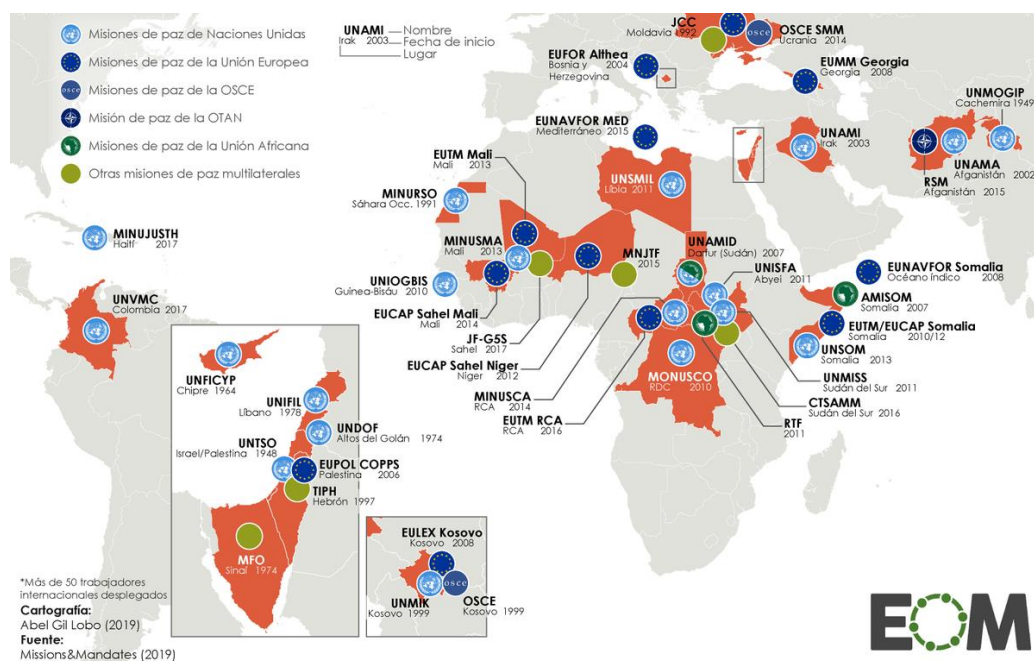 Misiones de paz de Naciones Unidas
Misiones de paz de la Unión Europea
Misiones de paz de la OSCE
Misión de paz de la OTAN
Misiones de paz de la Unión Africana
Otras misiones de paz multilaterales
UNAMI
Irak 2003
Nombre
Fecha de inicio
Lugar
JCC
Moldavia 1992
osce
OSCE SMM
Ucrania 2014
EUFOR Althea
Bosnia y 2004
Herzegovina
EUMM Georgia
Georgia 2008
UNMOGIP
Cachemira 1949
EUNAVFOR MED
Mediterráneo 2015
UNAMI
Irak 2003
UNAMA
Afganistán 2002
RSM
Afganistán 2015
EUTM Mali
Mali 2013
UNSMIL
Libia 2011
MINURSO
Sáhara Occ. 1991
MINUJUSTH
Haití 2017
MINUSMA
Mali 2013
MNJTF
2015
UNAMID
Darfur (Sudán) 2007
UNISFA
Abyei 2011
EUNAVFOR Somalia
Océano índico 2008
UNIOGBIS
Guinea-Bisáu 2010
AMISOM
Somalia 2007
UNVMC
Colombia 2017
EUCAP Sahel Mali
Mali 2014
EUTM/EUCAP Somalia
Somalia 2010/12
JF-G5S
Sahel 2017
UNSOM
Somalia 2013
EUCAP Sahel Niger
Niger 2012
MONUSCO
RDC 2010
UNMISS
Sudán del Sur 2011
MINUSCA
RCA 2014
CTSAMM
Sudán del Sur 2016
EUTM RCA
RCA 2016
RTF
2011
UNFICYP
Chipre 1964
UNIFIL
Líbano 1978
UNDOF
Altos del Golán 1974
UNTSO
Israel/Palestina 1948
EUPOL COPPS
Palestina 2006
TIPH
Hebrón 1997
MFO
Sinaí 1974
EULEX Kosovo
Kosovo 2008
osce
UNMIK
Kosovo 1999
OSCE
Kosovo 1999
*Más de 50 trabajadores
internacionales desplegados
Cartografía:
Abel Gil Lobo (2019)
Fuente:
Missions&Mandates (2019)
EOM